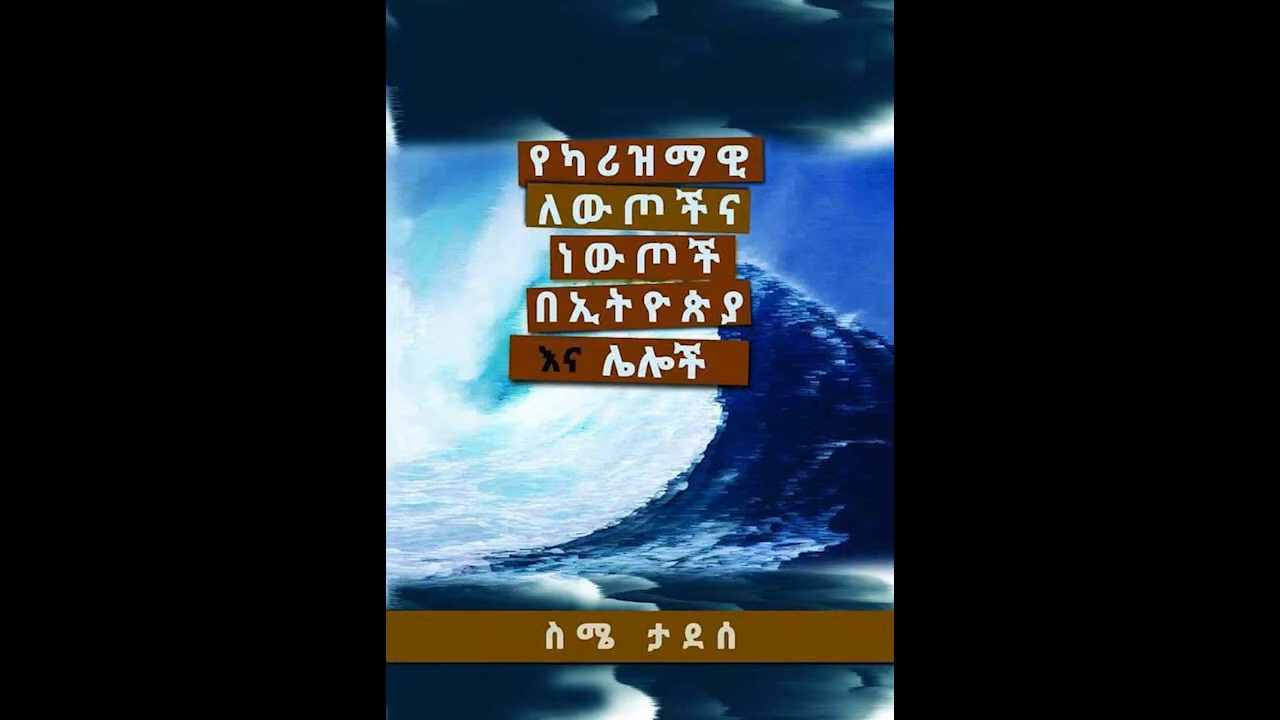 የካሪዝማዊ
ለውጦችና
ነውጦች
በኢትዮጵያ
እና ሌሎች
ስሜ ታደሰ